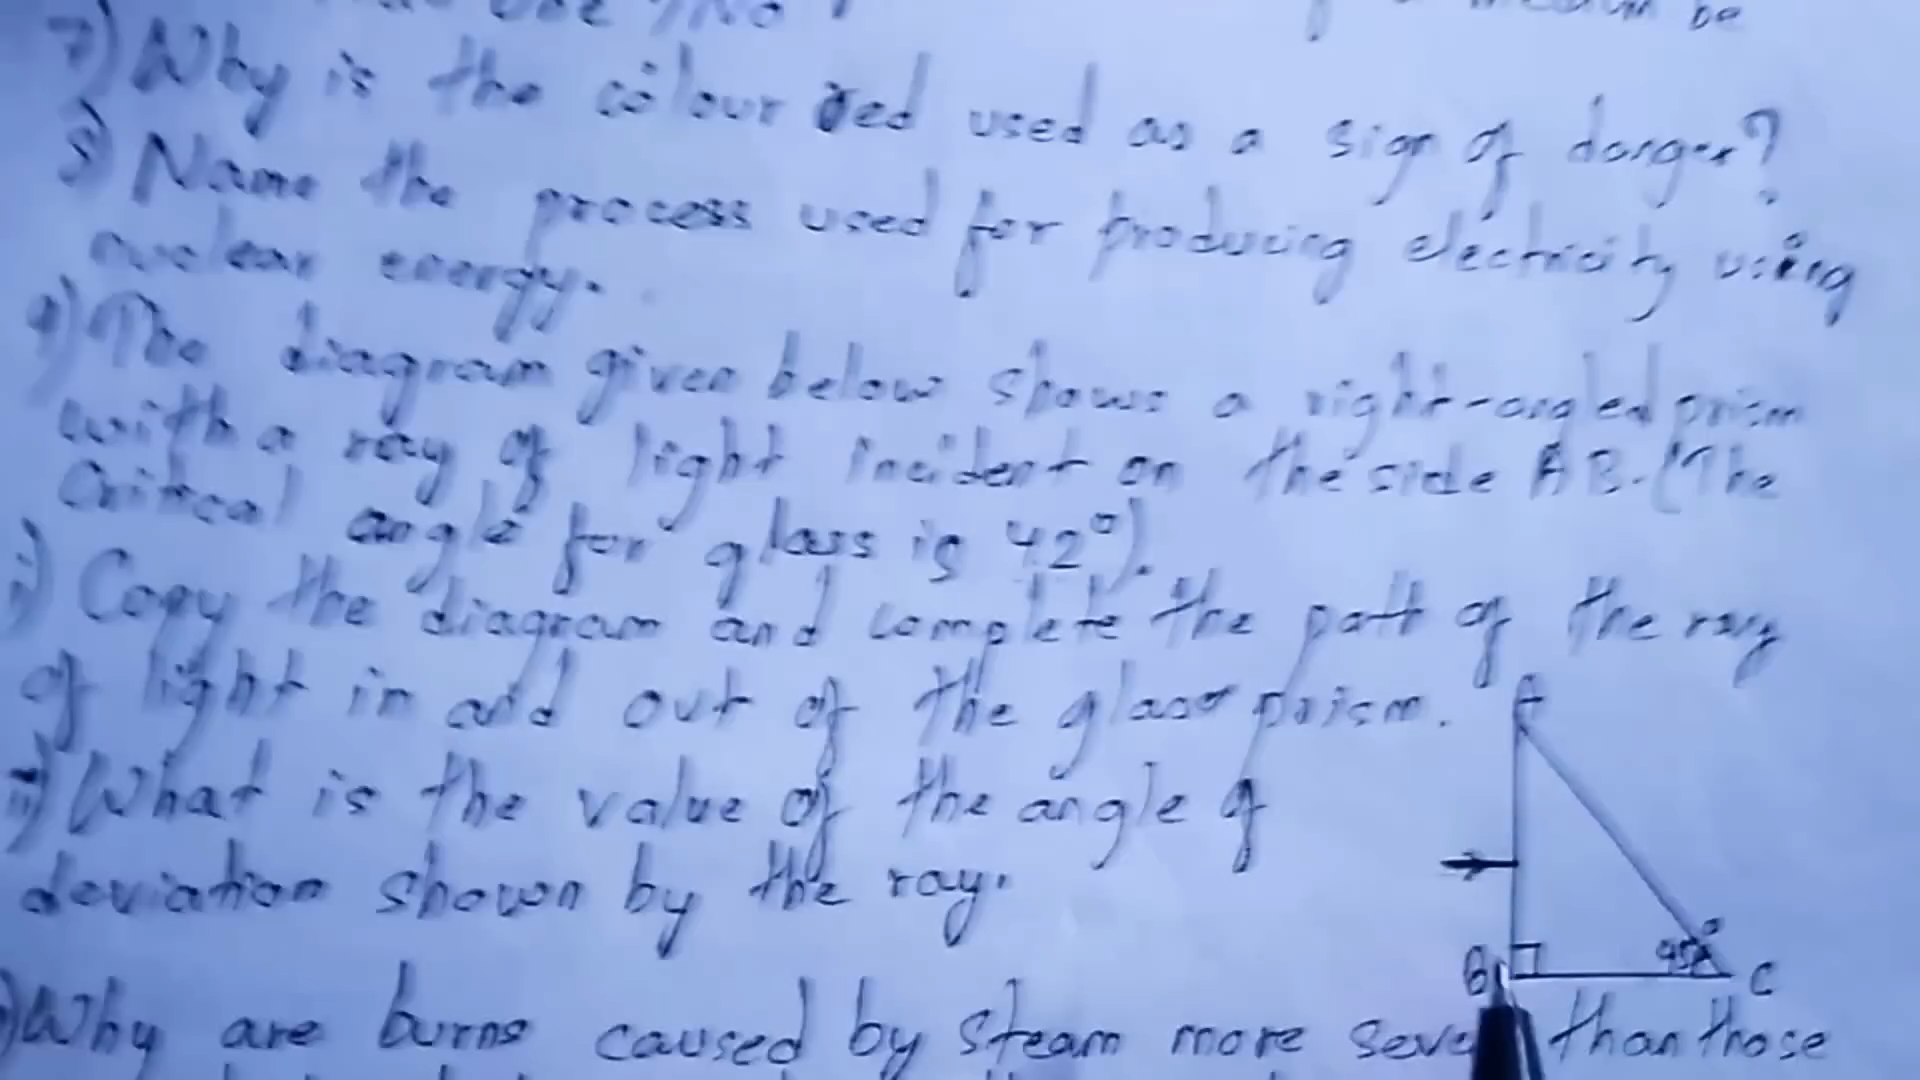 7) Why is the colour red used as a sign of danger?
8) Name the process used for producing electricity using
nuclear energy.
9) The diagram given below shows a right-angled prism
with a ray of light incident on the side AB. (The
Critical angle for glass is 42°).
i) Copy the diagram and complete the path of the ray
of light in and out of the glass prism.
ii) What is the value of the angle of
deviation shown by the ray.
A
45°
B
C
Why are burns caused by steam more than those